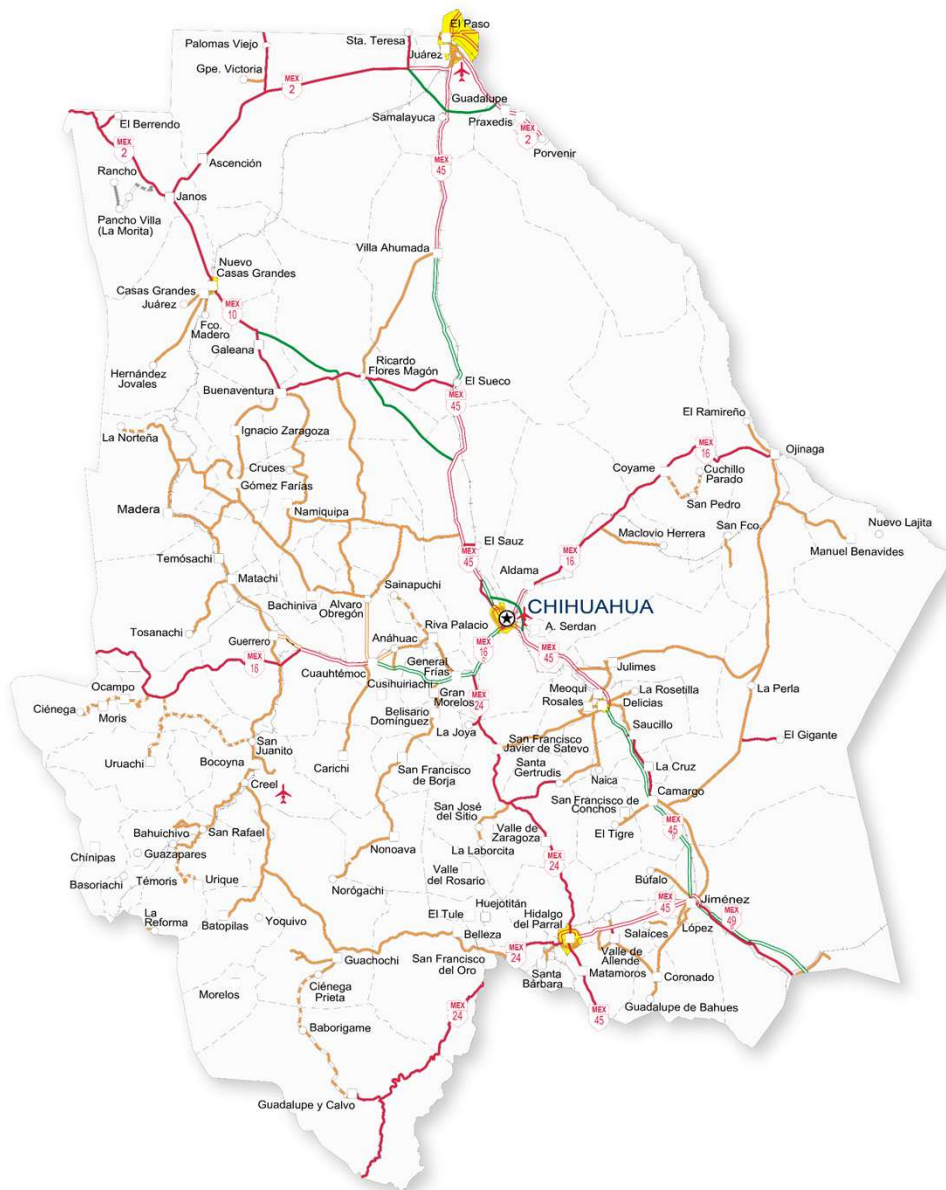 El Paso
Palomas Viejo
Sta. Teresa
Juárez
Gpe. Victoria
MEX
2
Guadalupe
Samalayuca
Praxedis
MEX
2
Porvenir
El Berrendo
MEX
2
Ascención
MEX
45
Rancho
Janos
Pancho Villa
(La Morita)
Villa Ahumada
Nuevo
Casas Grandes
Casas Grandes
Juárez
MEX
10
Fco.
Madero
Galeana
Hernández
Jovales
Ricardo
Flores Magón
Buenaventura
El Sueco
MEX
45
El Ramireño
La Norteña
Ignacio Zaragoza
MEX
16
Ojinaga
Coyame
Cuchillo
Parado
Cruces
Gómez Farías
San Pedro
Madera
Namiquipa
San Fco.
Nuevo Lajita
Maclovio Herrera
Manuel Benavides
El Sauz
MEX
45
MEX
16
Temósachi
Aldama
Matachi
Sainapuchi
Bachiniva
Alvaro
Obregón
CHIHUAHUA
Tosanachi
Riva Palacio
A. Serdan
Guerrero
Anáhuac
MEX
16
MEX
16
MEX
45
General
Frías
Julimes
Cuauhtémoc
Cusihuriachi
Ocampo
Ciénega
Moris
Gran
Morelos
MEX
24
Meoqui
Rosales
La Rosetilla
Delicias
La Perla
Belisario
Domínguez
La Joya
Saucillo
San
Juanito
San Francisco
Javier de Satevo
El Gigante
Uruachi
Bocoyna
Carichi
San Francisco
de Borja
Santa
Gertrudis
La Cruz
Creel
Naica
Camargo
San José
del Sitio
San Francisco de
Conchos
Bahuichivo
San Rafael
Valle de
Zaragoza
El Tigre
MEX
45
Chínipas
Guazapares
Nonoava
La Laborcita
MEX
24
Basoriachi
Témoris
Urique
Norógachi
Valle
del Rosario
Búfalo
Huejotitán
MEX
45
Jiménez
La
Reforma
Batopilas
Yoquivo
El Tule
Hidalgo
del Parral
López
MEX
49
Belleza
Salaíces
MEX
24
Valle de
Allende
Guachochi
San Francisco
del Oro
Santa
Bárbara
Matamoros
Coronado
Morelos
Ciénega
Prieta
Guadalupe de Bahues
MEX
24
MEX
45
Baborigame
Guadalupe y Calvo